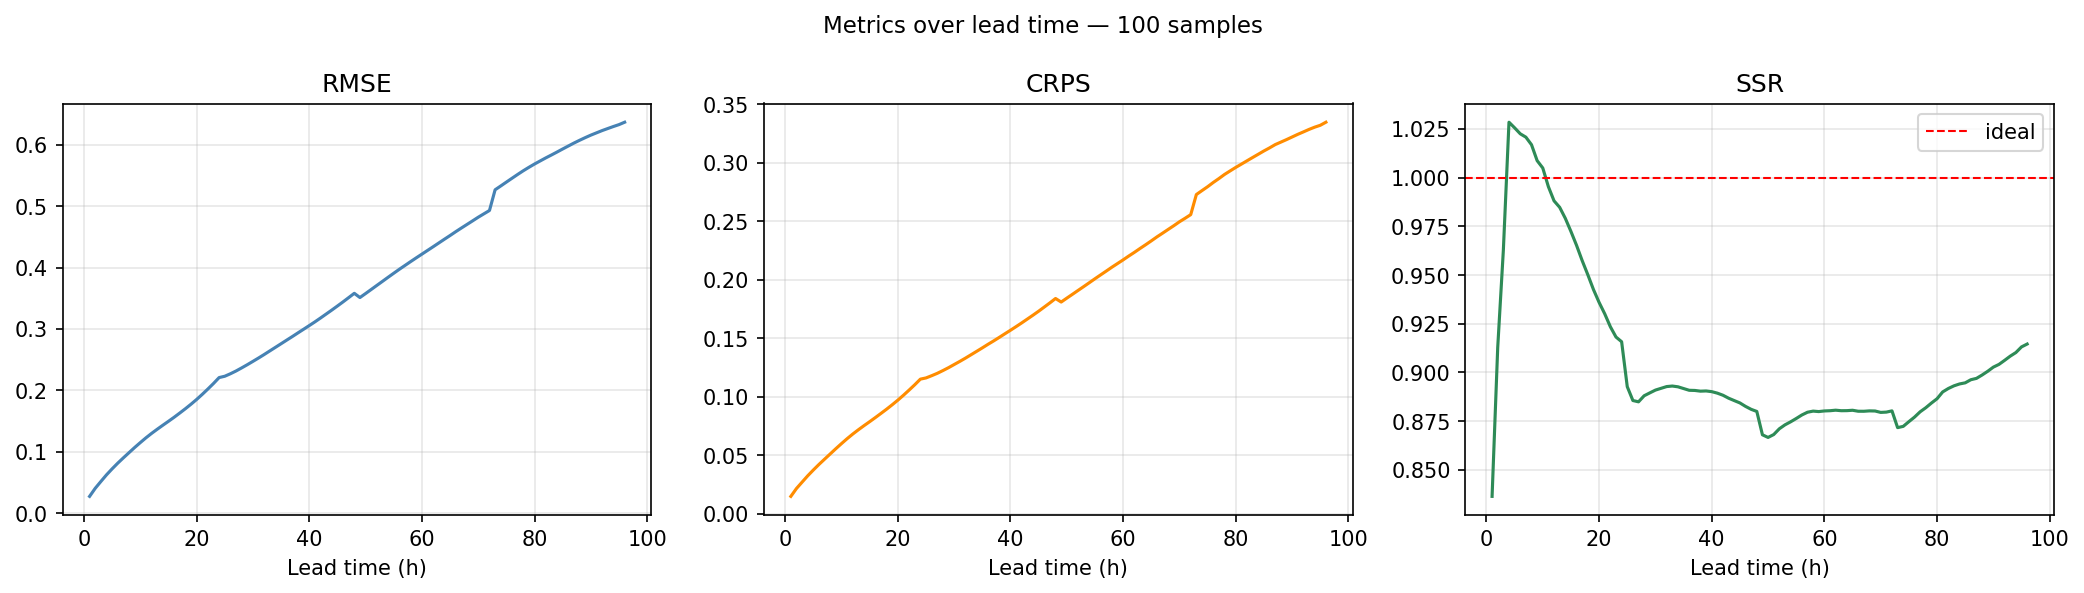 Metrics over lead time — 100 samples
RMSE
0.6
0.5
0.4
0.3
0.2
0.1
0.0
0 20 40 60 80 100
Lead time (h)
CRPS
0.35
0.30
0.25
0.20
0.15
0.10
0.05
0.00
0 20 40 60 80 100
Lead time (h)
SSR
ideal
1.025
1.000
0.975
0.950
0.925
0.900
0.875
0.850
0 20 40 60 80 100
Lead time (h)